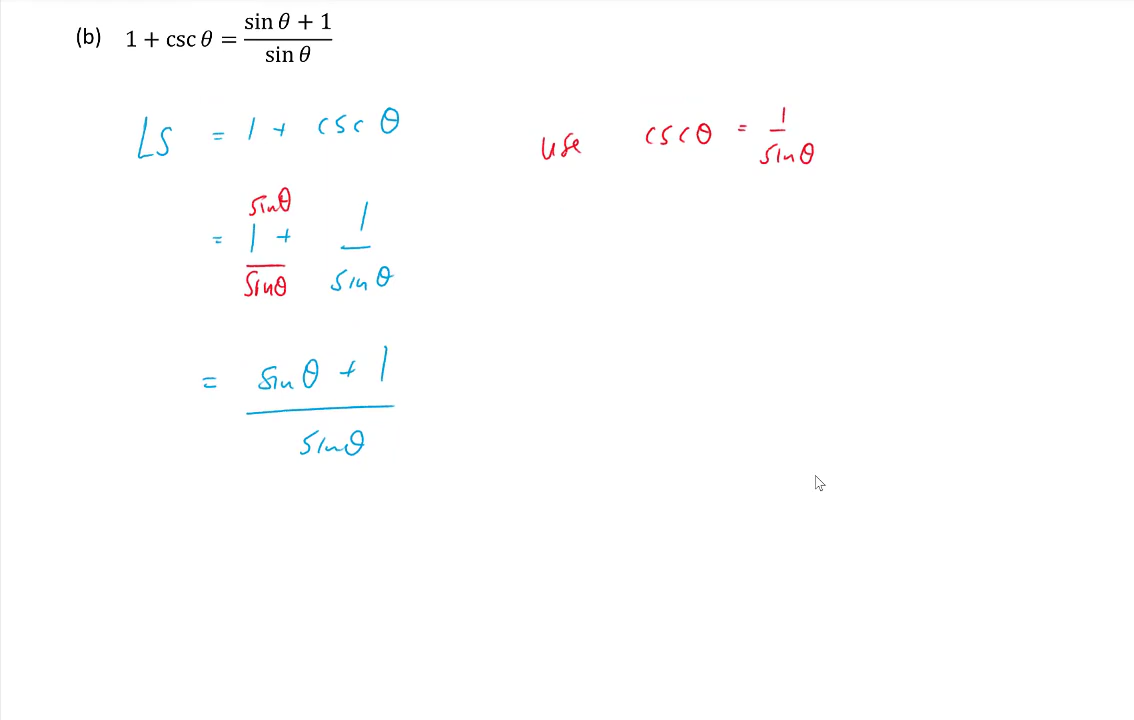 (b) 1 + csc θ = (sin θ + 1)/(sin θ)
LS = 1 + csc θ
use csc θ = 1/(sin θ)
sin θ
= 1 + 1/(sin θ)
sin θ
= (sin θ + 1)/(sin θ)